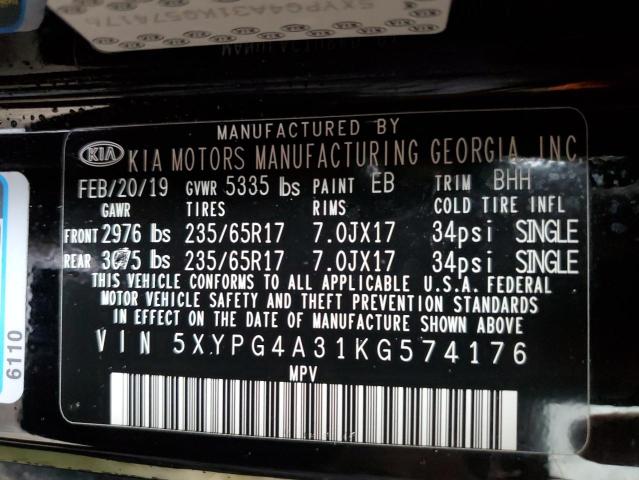 5XYPG4A31KG574176
MANUFACTURED BY
KIA KIA MOTORS MANUFACTURING GEORGIA, INC.
FEB/20/19 GVWR 5335 lbs PAINT EB TRIM BHH
GAWR TIRES RIMS COLD TIRE INFL
FRONT 2976 lbs 235/65R17 7.0JX17 34psi SINGLE
REAR lbs 235/65R17 7.0JX17 34psi SINGLE
THIS VEHICLE CONFORMS TO ALL APPLICABLE U.S.A. FEDERAL
MOTOR VEHICLE SAFETY AND THEFT PREVENTION STANDARDS
IN EFFECT ON THE DATE OF MANUFACTURE SHOWN ABOVE
VIN 5XYPG4A31KG574176
MPV
6110